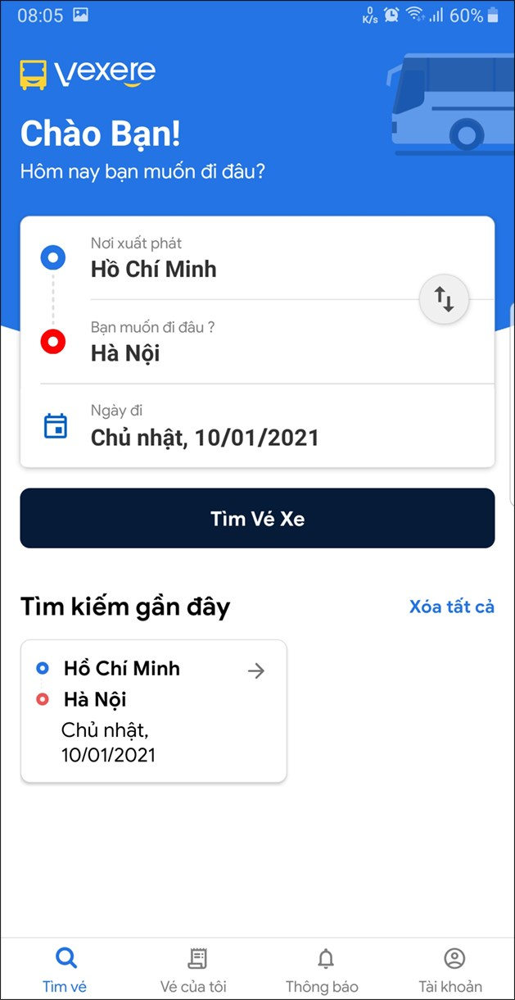 08:05
0 K/s 60%
vexere
Chào Bạn!
Hôm nay bạn muốn đi đâu?
Nơi xuất phát
Hồ Chí Minh
Bạn muốn đi đâu ?
Hà Nội
Ngày đi
Chủ nhật, 10/01/2021
Tìm Vé Xe
Tìm kiếm gần đây
Xóa tất cả
Hồ Chí Minh
Hà Nội
Chủ nhật,
10/01/2021
Tìm vé
Vé của tôi
Thông báo
Tài khoản